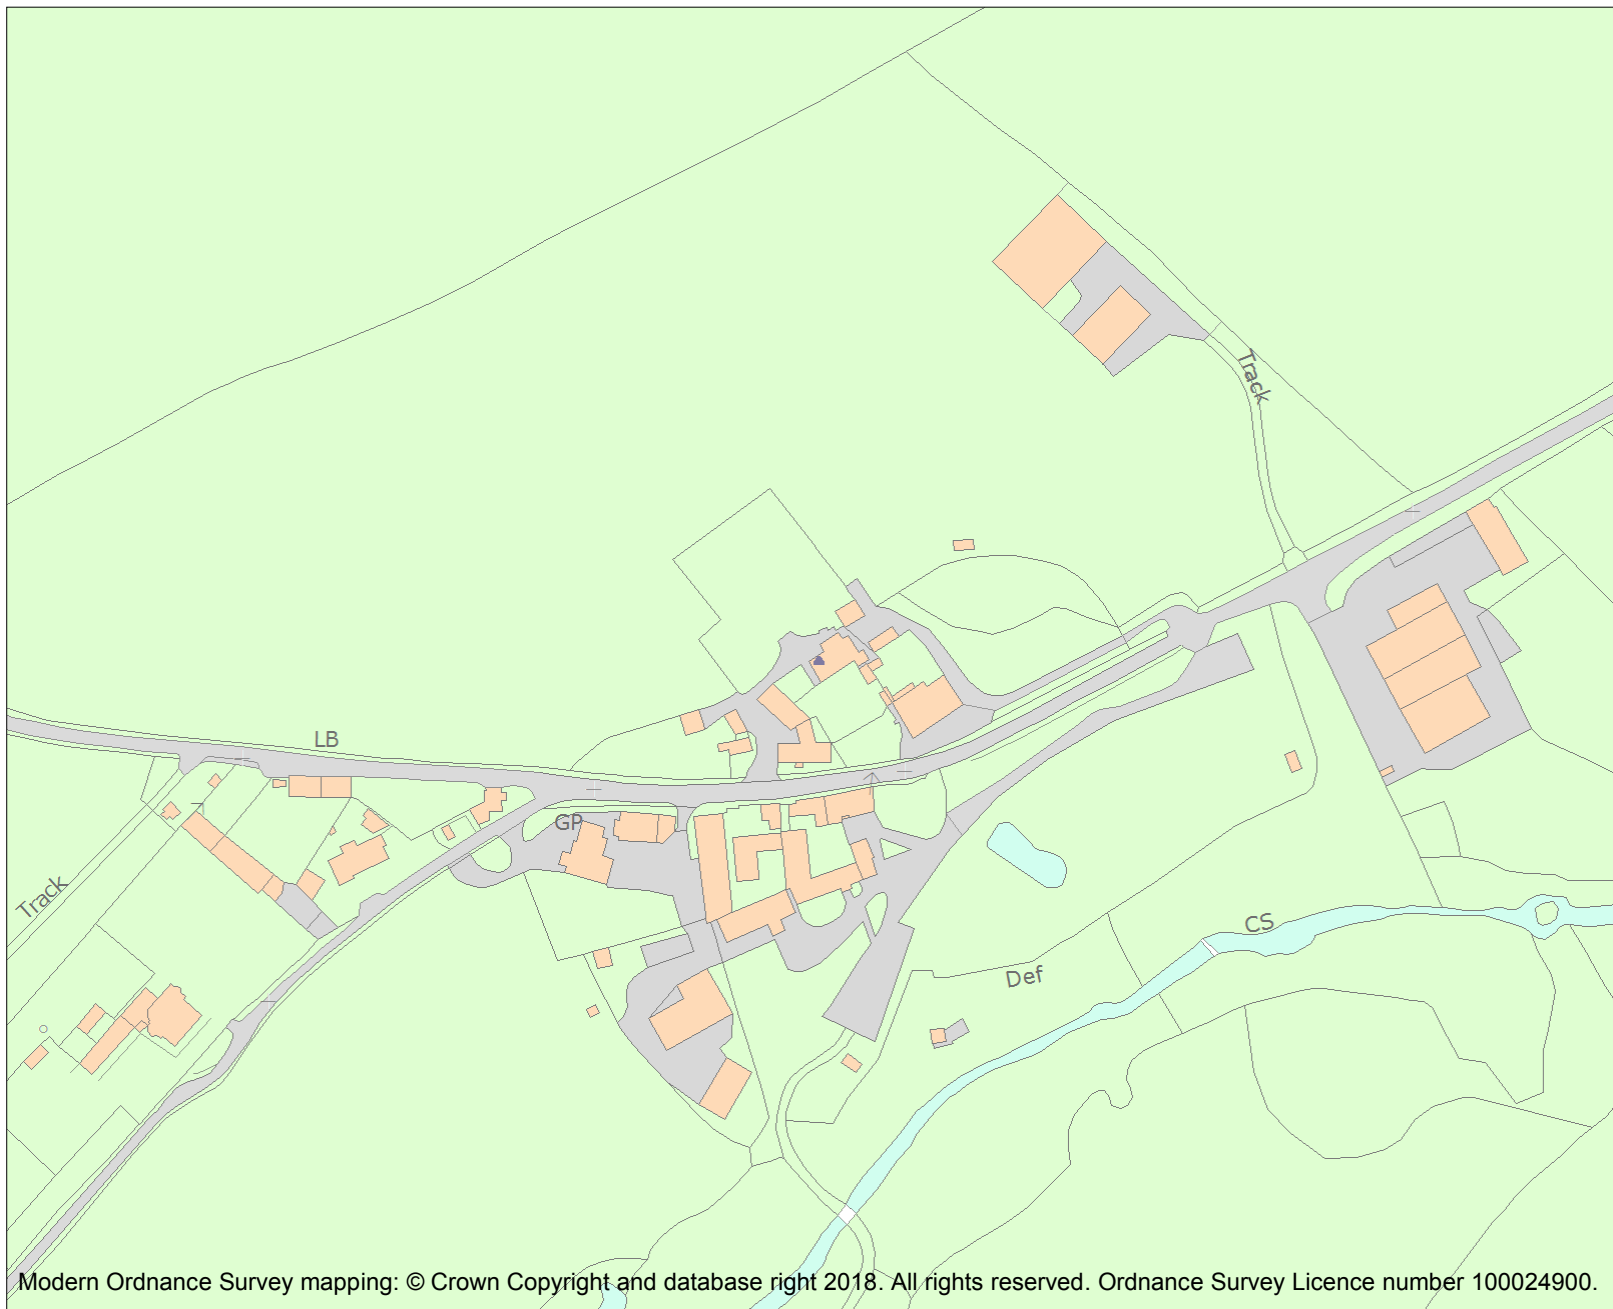 Track
LB
GP
Track
CS
Def
Modern Ordnance Survey mapping: © Crown Copyright and database right 2018. All rights reserved. Ordnance Survey Licence number 100024900.